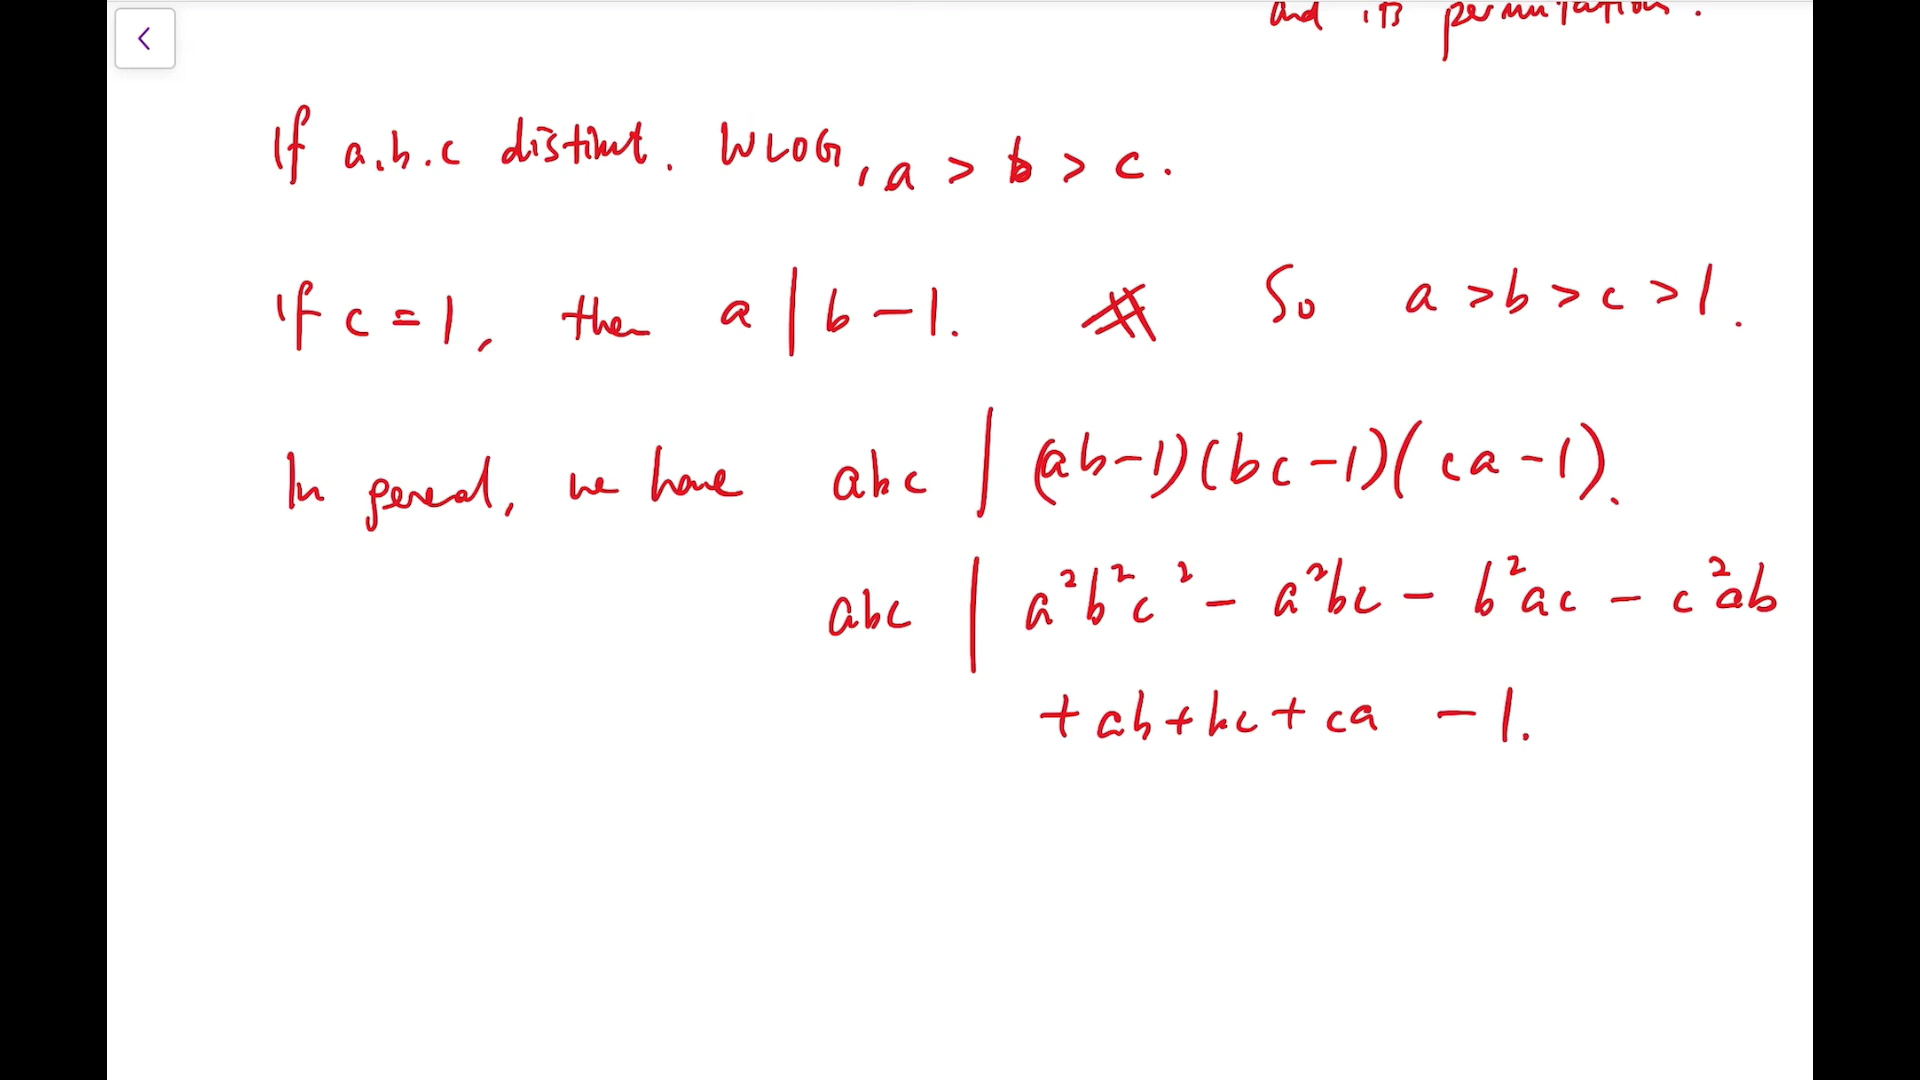 and its permutation.
If a.b.c distinct. WLOG, a > b > c.
If c = 1, then a | b - 1. # So a > b > c > 1.
In general, we have abc | (ab-1)(bc-1)(ca-1).
abc | a²b²c² - a²bc - b²ac - c²ab
+ ab + bc + ca - 1.